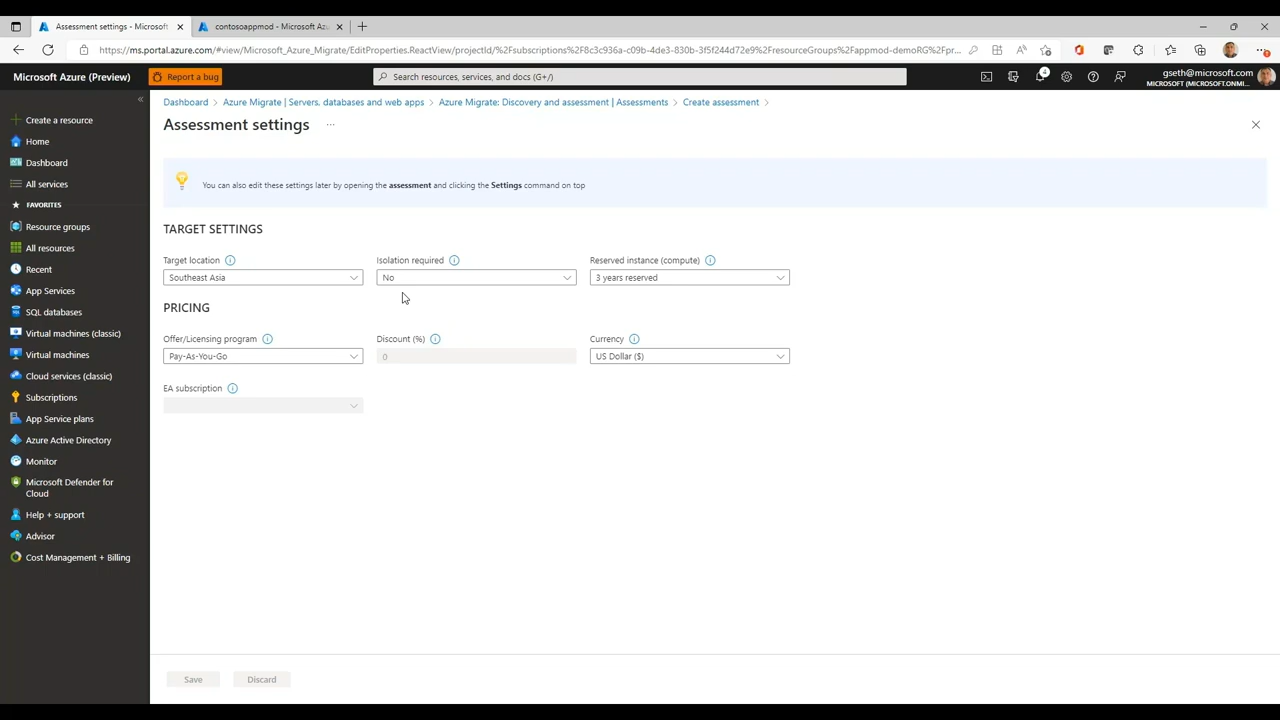 Assessment settings - Microsoft
contosoappmod - Microsoft Azu
https://ms.portal.azure.com/#view/Microsoft_Azure_Migrate/EditProperties.ReactView/projectId/%2Fsubscriptions%2F8c3c936a-c09b-4de3-830b-3f5f244d72e9%2FresourceGroups%2Fappmod-demoRG%2Fpr...
Microsoft Azure (Preview)
Report a bug
Search resources, services, and docs (G+/)
4
gseth@microsoft.com
MICROSOFT (MICROSOFT.ONMI...
Dashboard > Azure Migrate | Servers, databases and web apps > Azure Migrate: Discovery and assessment | Assessments > Create assessment >
Assessment settings ...
Create a resource
Home
Dashboard
All services
FAVORITES
Resource groups
All resources
Recent
App Services
SQL databases
Virtual machines (classic)
Virtual machines
Cloud services (classic)
Subscriptions
App Service plans
Azure Active Directory
Monitor
Microsoft Defender for
Cloud
Help + support
Advisor
Cost Management + Billing
You can also edit these settings later by opening the assessment and clicking the Settings command on top
TARGET SETTINGS
Target location
Isolation required
Reserved instance (compute)
Southeast Asia
No
3 years reserved
PRICING
Offer/Licensing program
Discount (%)
Currency
Pay-As-You-Go
0
US Dollar ($)
EA subscription
Save
Discard